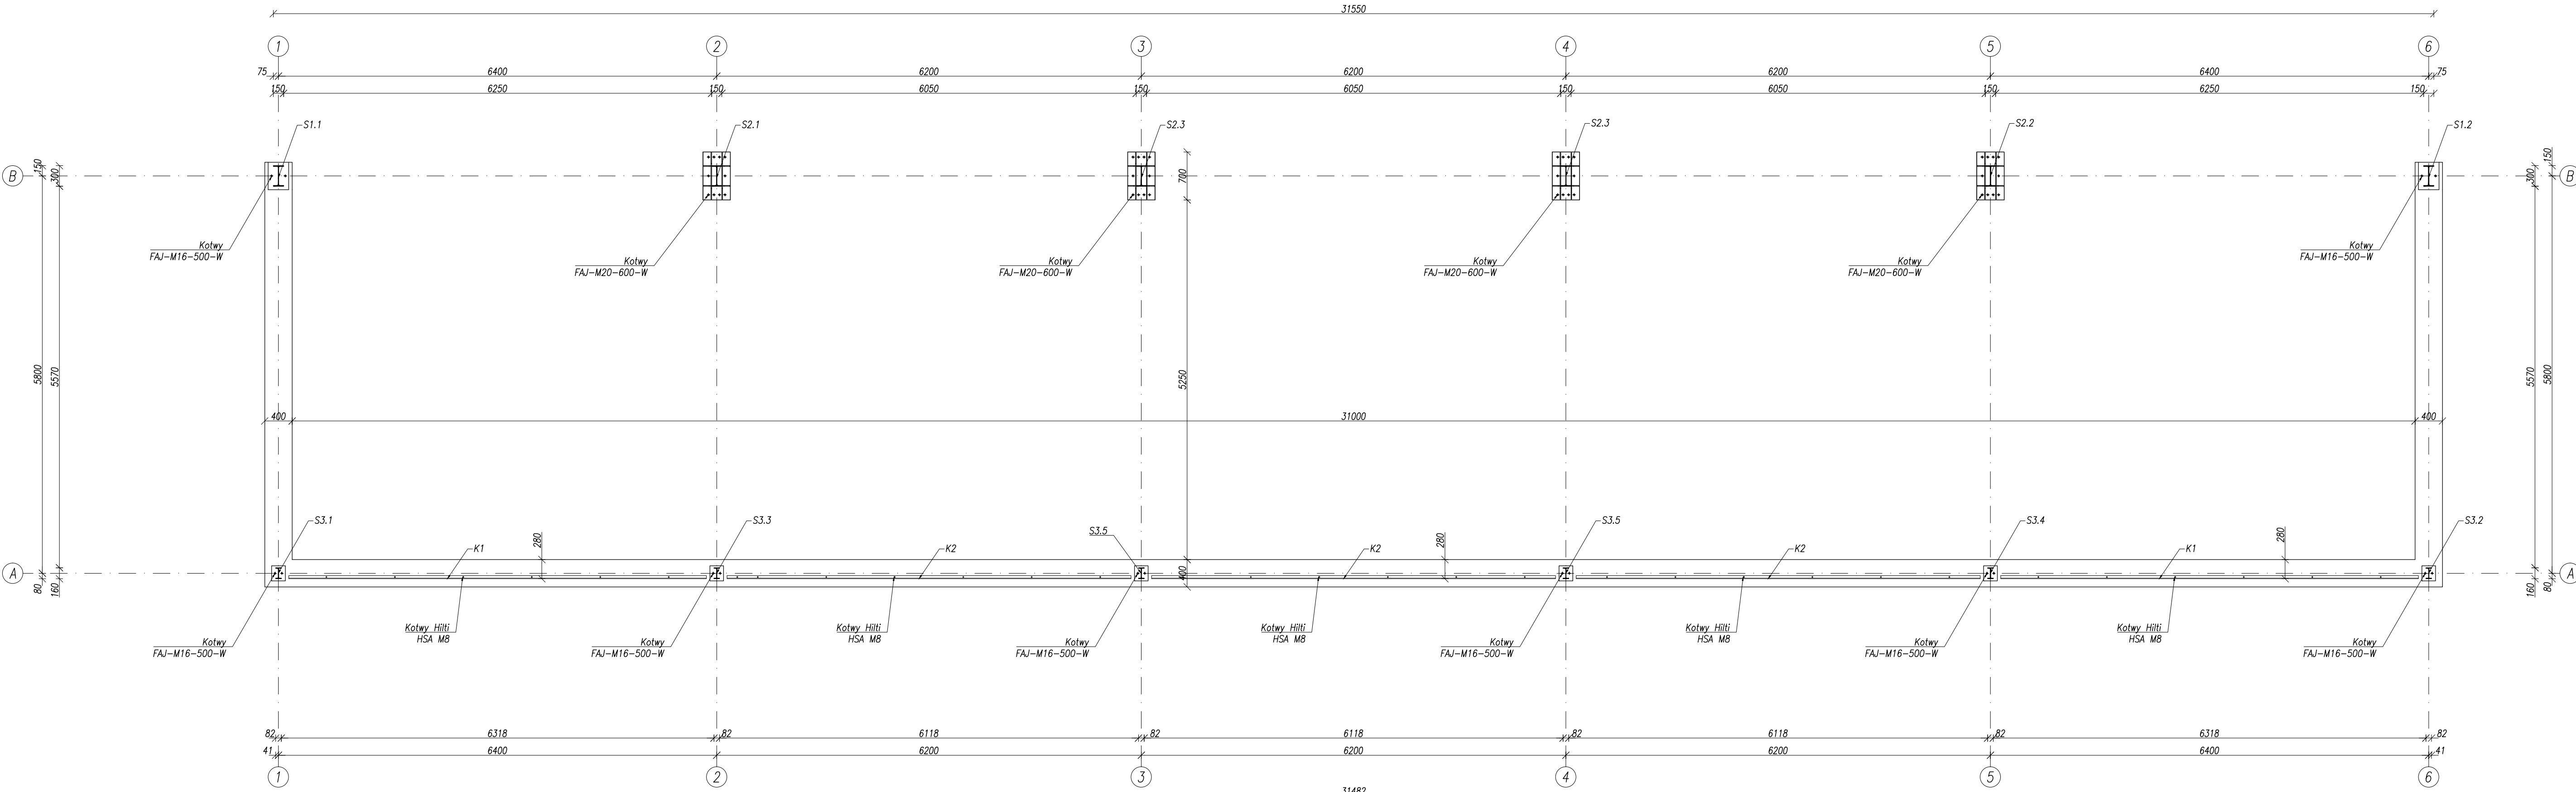 31550
1 2 3 4 5 6
75 6400 6200 6200 6200 6400 75
150 6250 150 6050 150 6050 150 6050 150 6250 150
S1.1 S2.1 S2.3 S2.3 S2.2 S1.2
150 300 700 300 150
B B
Kotwy
FAJ-M16-500-W
Kotwy
FAJ-M20-600-W
Kotwy
FAJ-M20-600-W
Kotwy
FAJ-M20-600-W
Kotwy
FAJ-M20-600-W
Kotwy
FAJ-M16-500-W
5800 5570 5250 5570 5800
400 31000 400
S3.1 S3.3 S3.5 S3.5 S3.4 S3.2
K1 280 K2 K2 280 K2 K1 280
A A
80 160 400 160 80
Kotwy Hilti
HSA M8
Kotwy Hilti
HSA M8
Kotwy Hilti
HSA M8
Kotwy Hilti
HSA M8
Kotwy Hilti
HSA M8
Kotwy
FAJ-M16-500-W
Kotwy
FAJ-M16-500-W
Kotwy
FAJ-M16-500-W
Kotwy
FAJ-M16-500-W
Kotwy
FAJ-M16-500-W
Kotwy
FAJ-M16-500-W
82 6318 82 6118 82 6118 82 6118 82 6318 82
41 6400 6200 6200 6200 6400 41
1 2 3 4 5 6
31482